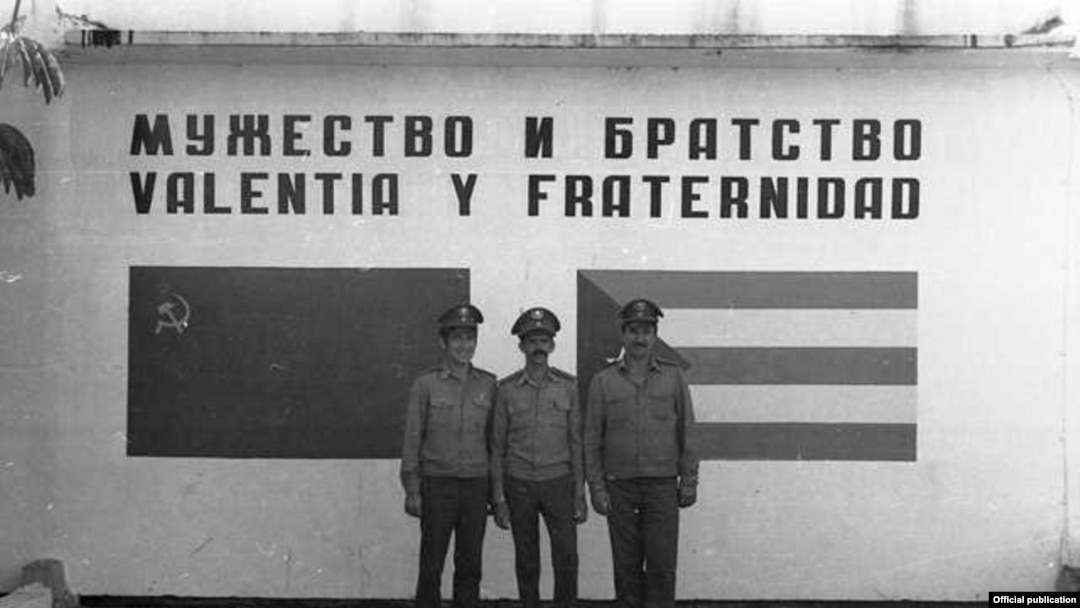 МУЖЕСТВО И БРАТСТВО
VALENTIA Y FRATERNIDAD
Official publication